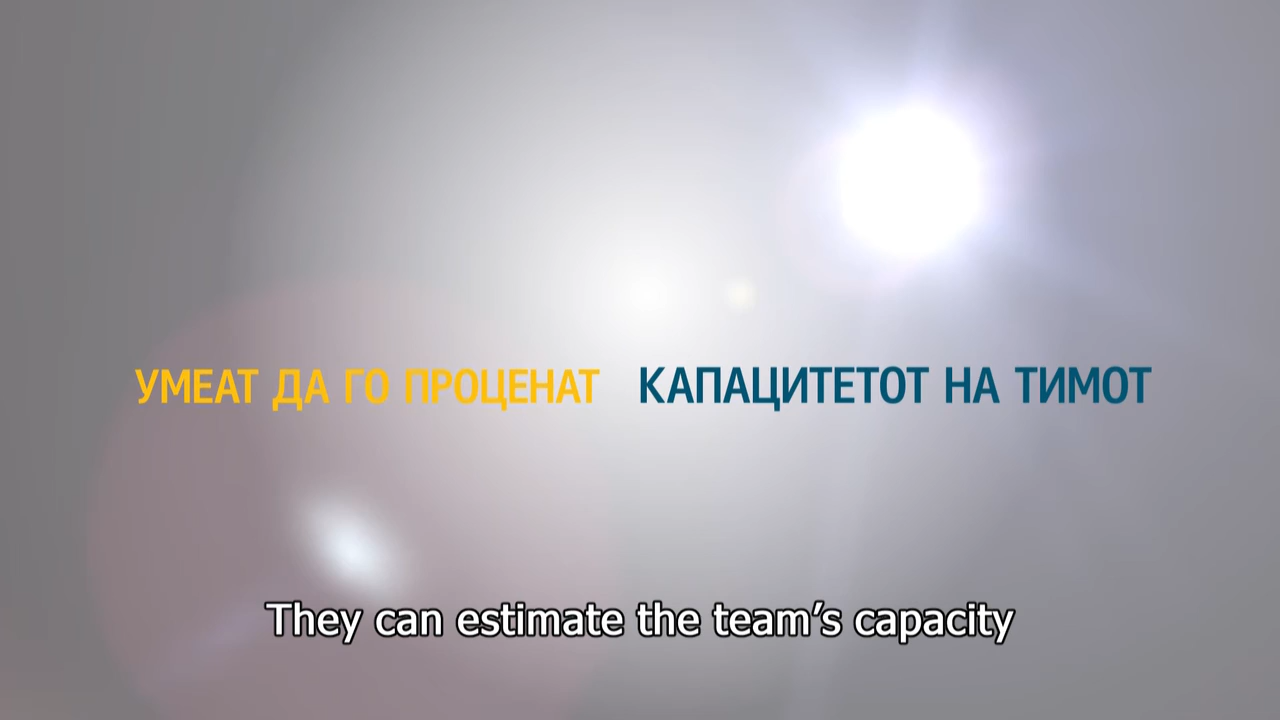 УМЕАТ ДА ГО ПРОЦЕНАТ КАПАЦИТЕТОТ НА ТИМОТ
They can estimate the team’s capacity